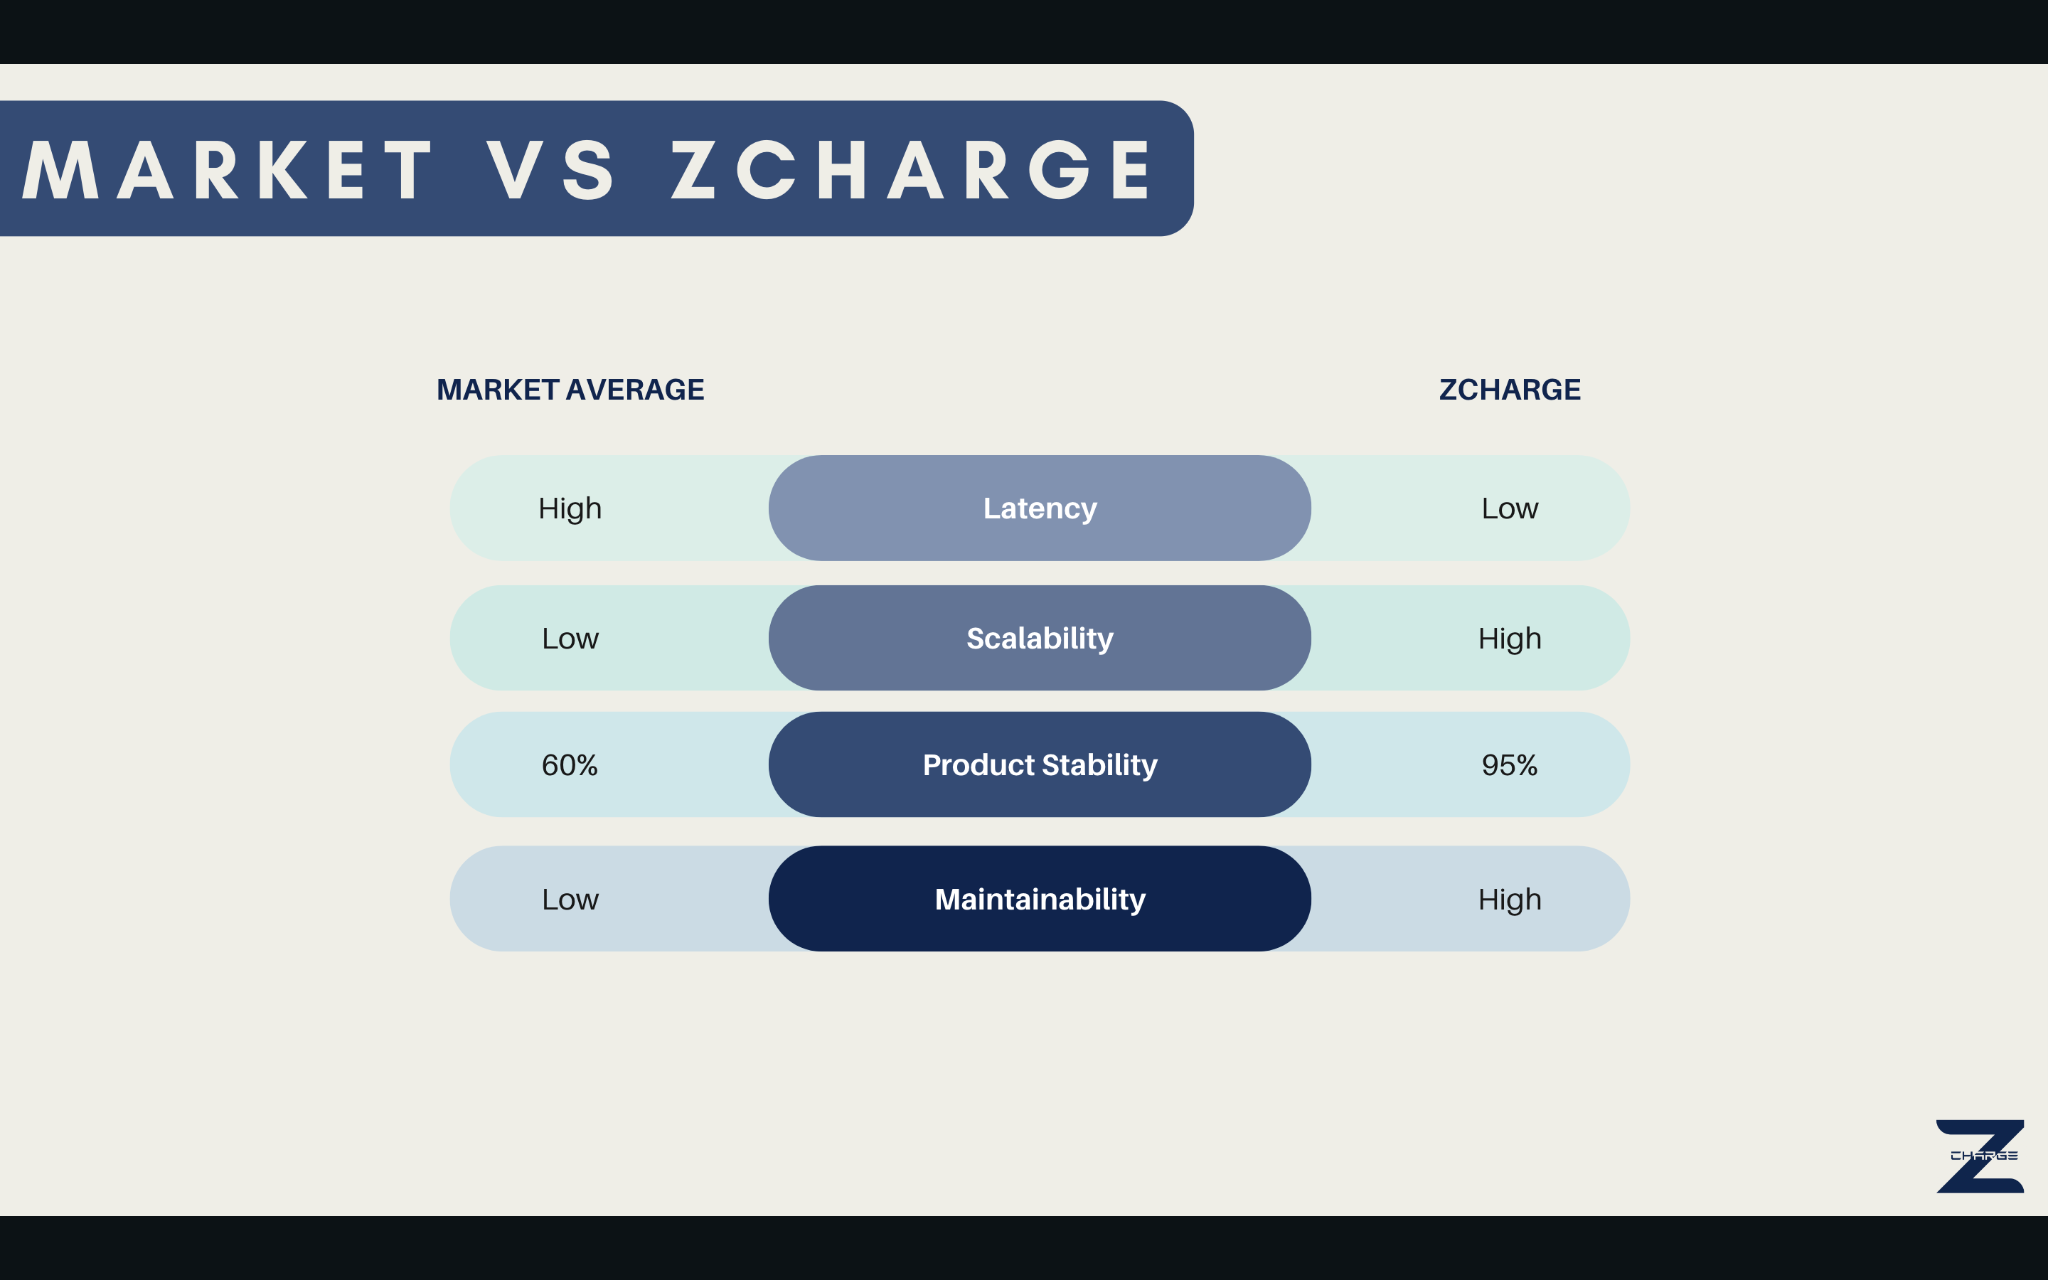 MARKET VS ZCHARGE
MARKET AVERAGE ZCHARGE
High Latency Low
Low Scalability High
60% Product Stability 95%
Low Maintainability High
Z
CHARGE